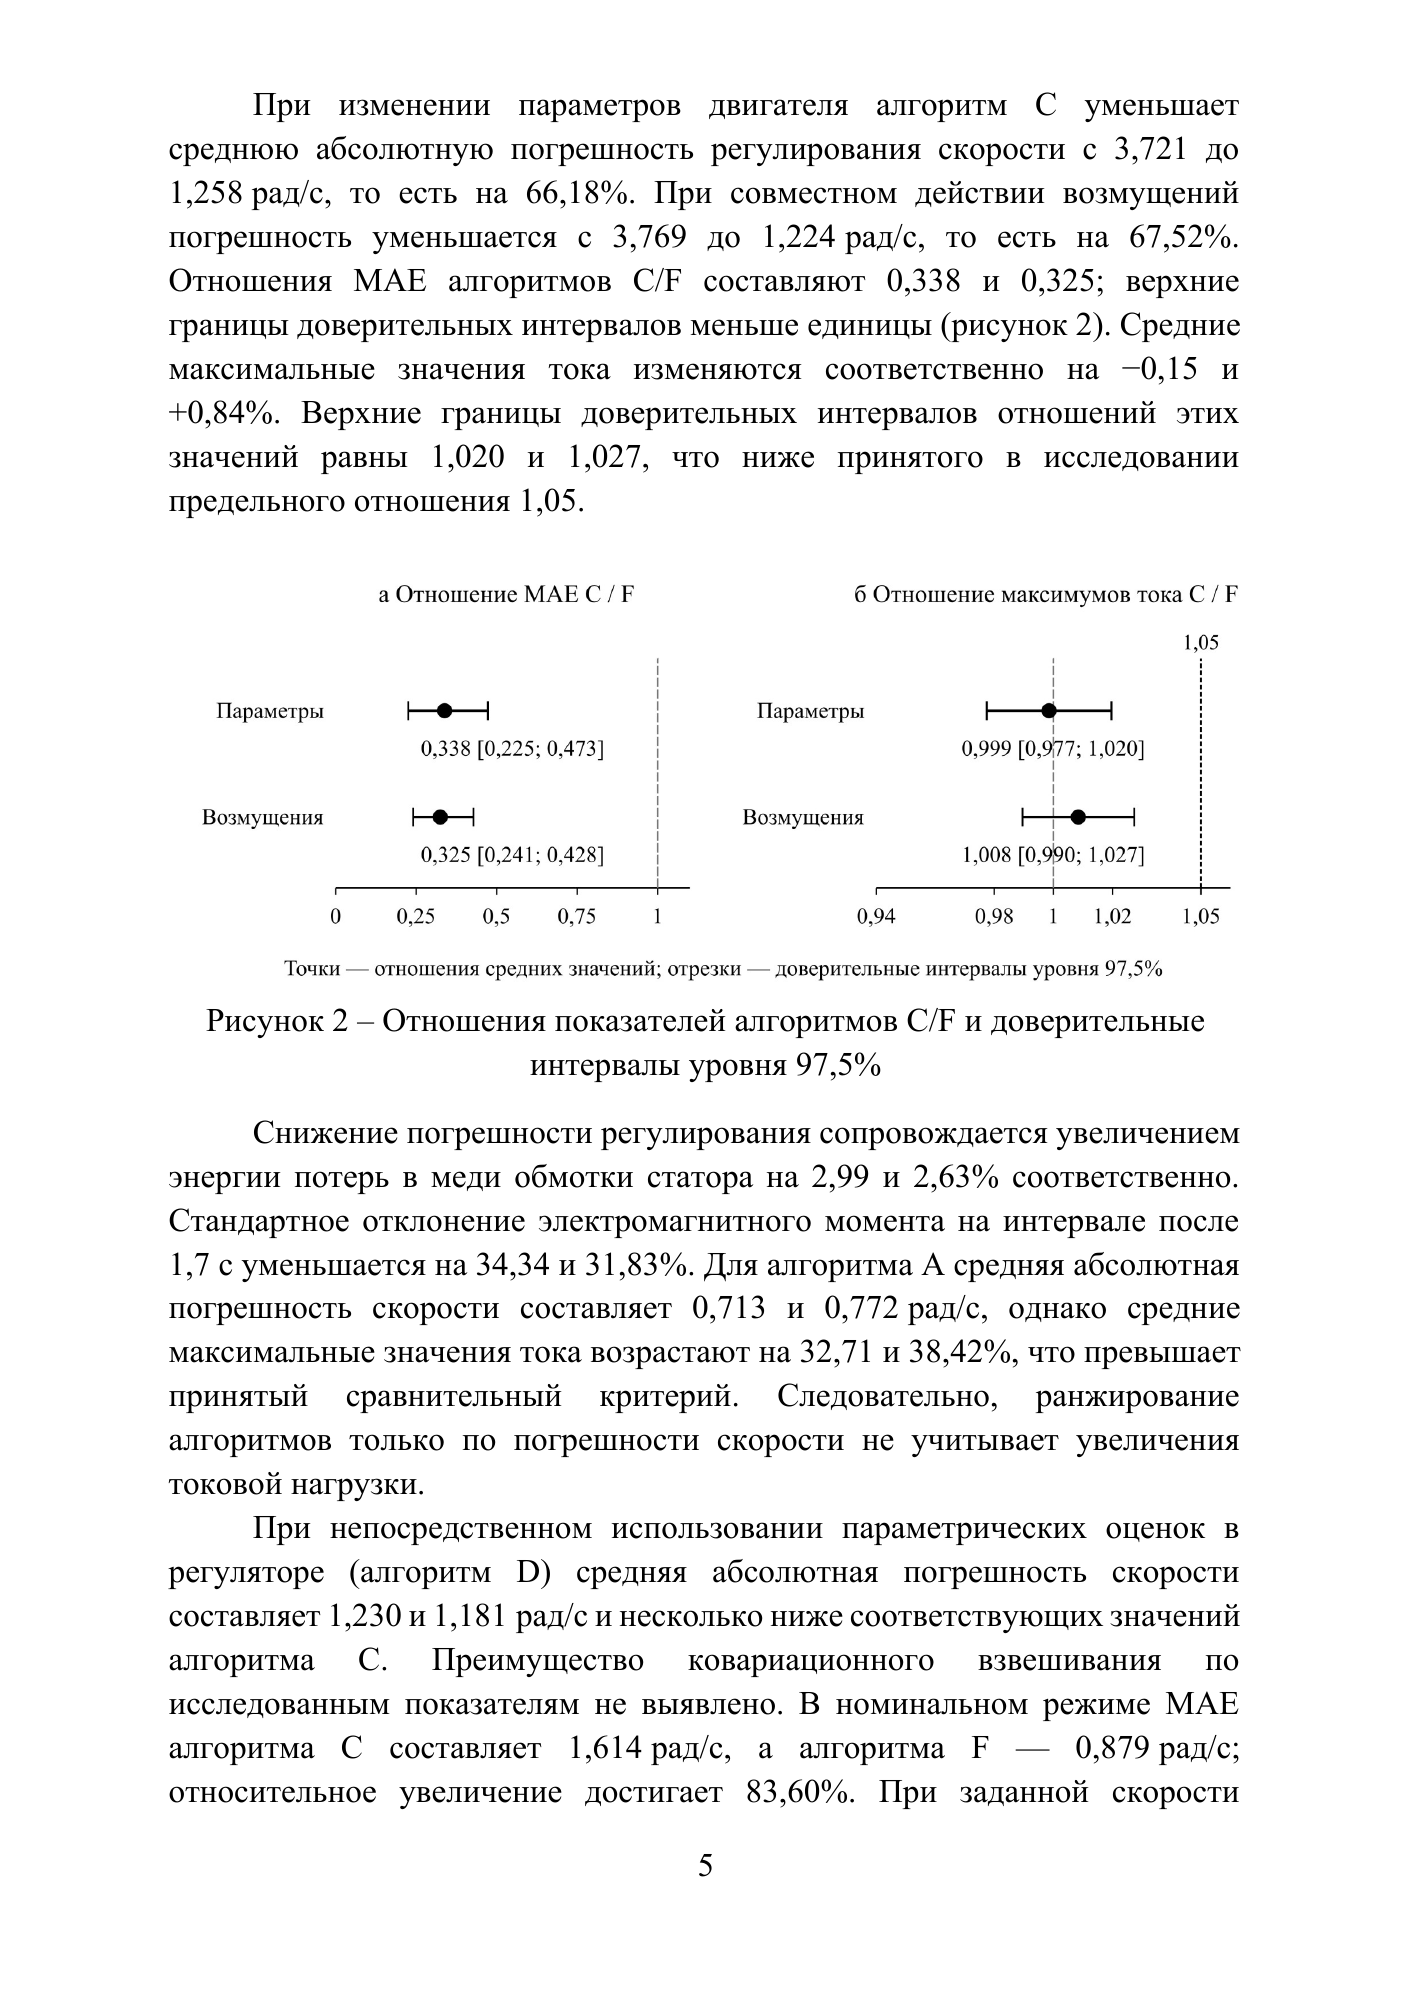 При изменении параметров двигателя алгоритм С уменьшает
среднюю абсолютную погрешность регулирования скорости с 3,721 до
1,258 рад/с, то есть на 66,18%. При совместном действии возмущений
погрешность уменьшается с 3,769 до 1,224 рад/с, то есть на 67,52%.
Отношения MAE алгоритмов C/F составляют 0,338 и 0,325; верхние
границы доверительных интервалов меньше единицы (рисунок 2). Средние
максимальные значения тока изменяются соответственно на −0,15 и
+0,84%. Верхние границы доверительных интервалов отношений этих
значений равны 1,020 и 1,027, что ниже принятого в исследовании
предельного отношения 1,05.
а Отношение MAE C / F
б Отношение максимумов тока C / F
1,05
Параметры
Параметры
0,338 [0,225; 0,473]
0,999 [0,977; 1,020]
Возмущения
Возмущения
0,325 [0,241; 0,428]
1,008 [0,990; 1,027]
0 0,25 0,5 0,75 1
0,94 0,98 1 1,02 1,05
Точки — отношения средних значений; отрезки — доверительные интервалы уровня 97,5%
Рисунок 2 – Отношения показателей алгоритмов C/F и доверительные
интервалы уровня 97,5%
Снижение погрешности регулирования сопровождается увеличением
энергии потерь в меди обмотки статора на 2,99 и 2,63% соответственно.
Стандартное отклонение электромагнитного момента на интервале после
1,7 с уменьшается на 34,34 и 31,83%. Для алгоритма А средняя абсолютная
погрешность скорости составляет 0,713 и 0,772 рад/с, однако средние
максимальные значения тока возрастают на 32,71 и 38,42%, что превышает
принятый сравнительный критерий. Следовательно, ранжирование
алгоритмов только по погрешности скорости не учитывает увеличения
токовой нагрузки.
При непосредственном использовании параметрических оценок в
регуляторе (алгоритм D) средняя абсолютная погрешность скорости
составляет 1,230 и 1,181 рад/с и несколько ниже соответствующих значений
алгоритма С. Преимущество ковариационного взвешивания по
исследованным показателям не выявлено. В номинальном режиме MAE
алгоритма С составляет 1,614 рад/с, а алгоритма F — 0,879 рад/с;
относительное увеличение достигает 83,60%. При заданной скорости
5